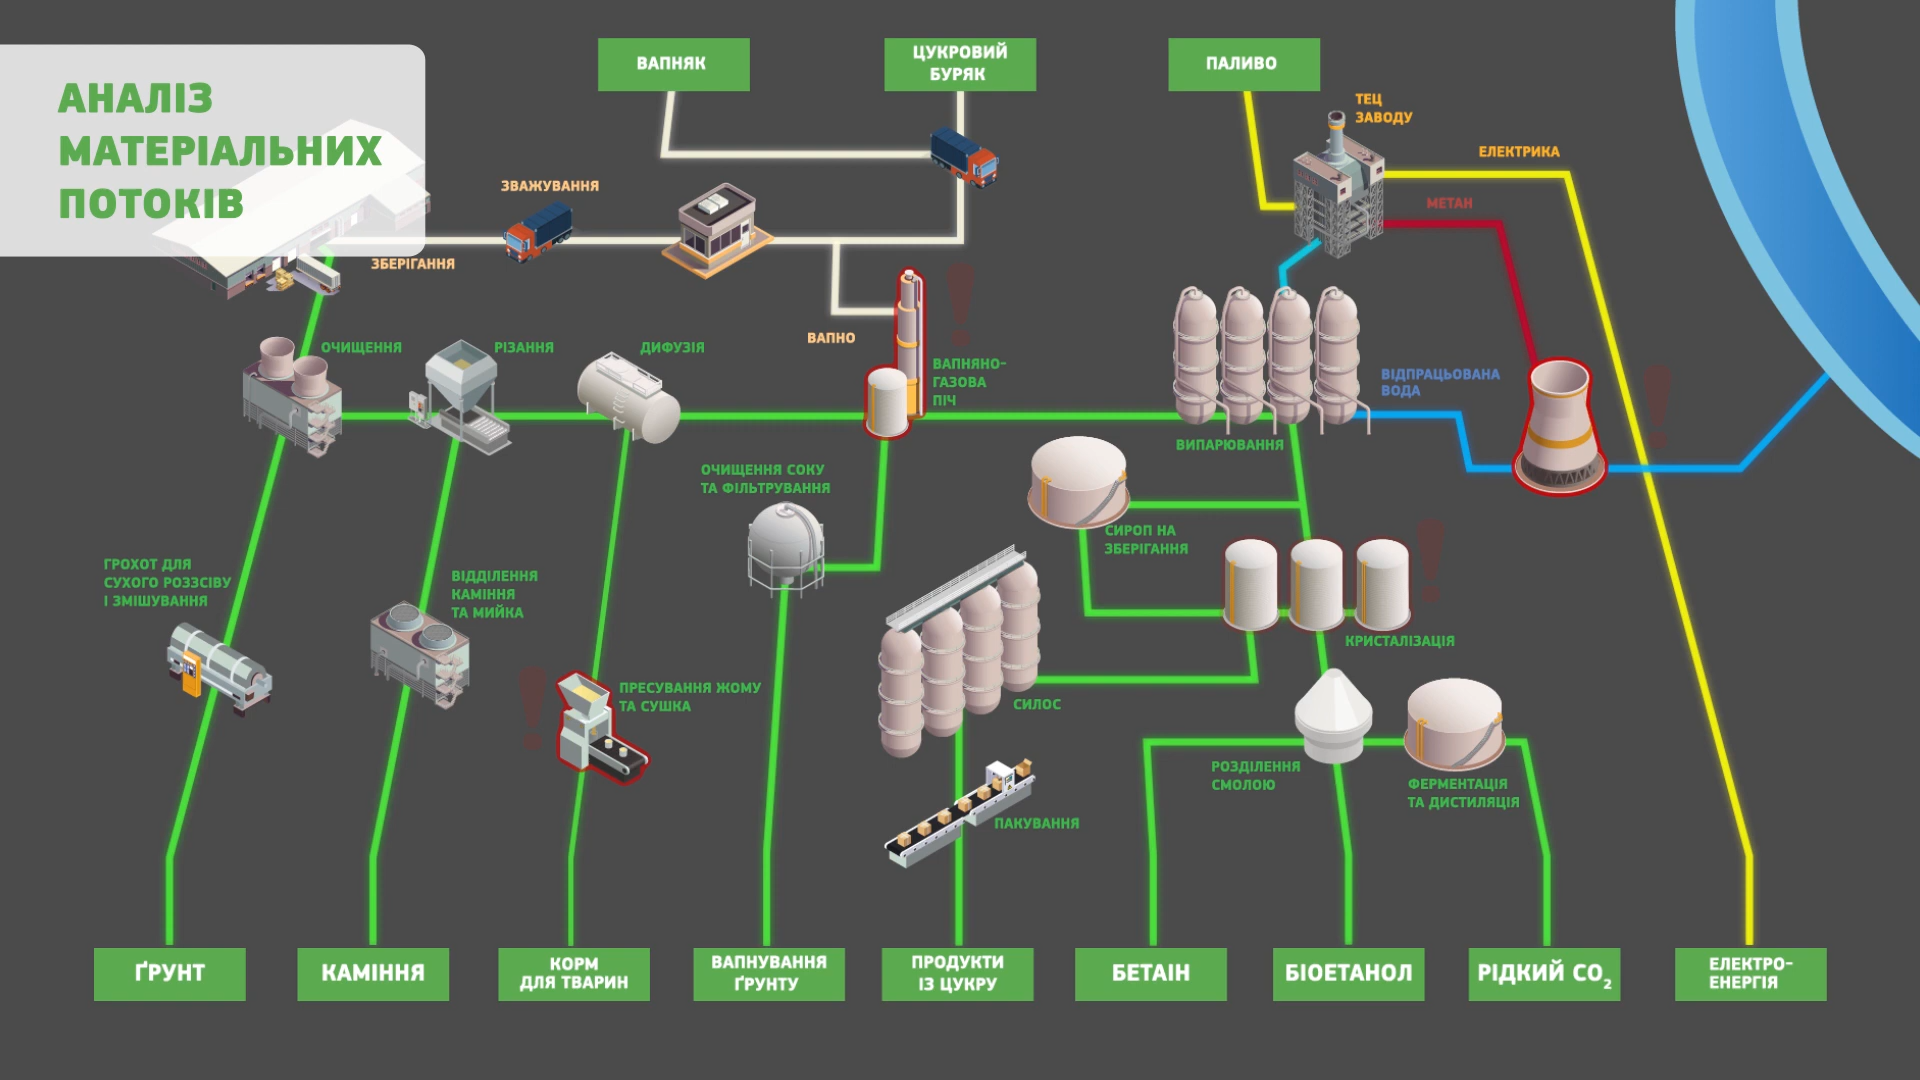 АНАЛІЗ
МАТЕРІАЛЬНИХ
ПОТОКІВ
ВАПНЯК
ЦУКРОВИЙ
БУРЯК
ПАЛИВО
ТЕЦ
ЗАВОДУ
ЕЛЕКТРИКА
МЕТАН
ЗВАЖУВАННЯ
ЗБЕРІГАННЯ
ОЧИЩЕННЯ
РІЗАННЯ
ДИФУЗІЯ
ВАПНО
ВАПНЯНО-
ГАЗОВА
ПІЧ
ВІДПРАЦЬОВАНА
ВОДА
ВИПАРЮВАННЯ
ОЧИЩЕННЯ СОКУ
ТА ФІЛЬТРУВАННЯ
СИРОП НА
ЗБЕРІГАННЯ
ГРОХОТ ДЛЯ
СУХОГО РОЗЗСІВУ
І ЗМІШУВАННЯ
ВІДДІЛЕННЯ
КАМІННЯ
ТА МИЙКА
КРИСТАЛІЗАЦІЯ
ПРЕСУВАННЯ ЖОМУ
ТА СУШКА
СИЛОС
РОЗДІЛЕННЯ
СМОЛОЮ
ФЕРМЕНТАЦІЯ
ТА ДИСТИЛЯЦІЯ
ПАКУВАННЯ
ҐРУНТ
КАМІННЯ
КОРМ
ДЛЯ ТВАРИН
ВАПНУВАННЯ
ҐРУНТУ
ПРОДУКТИ
ІЗ ЦУКРУ
БЕТАІН
БІОЕТАНОЛ
РІДКИЙ CO₂
ЕЛЕКТРО-
ЕНЕРГІЯ